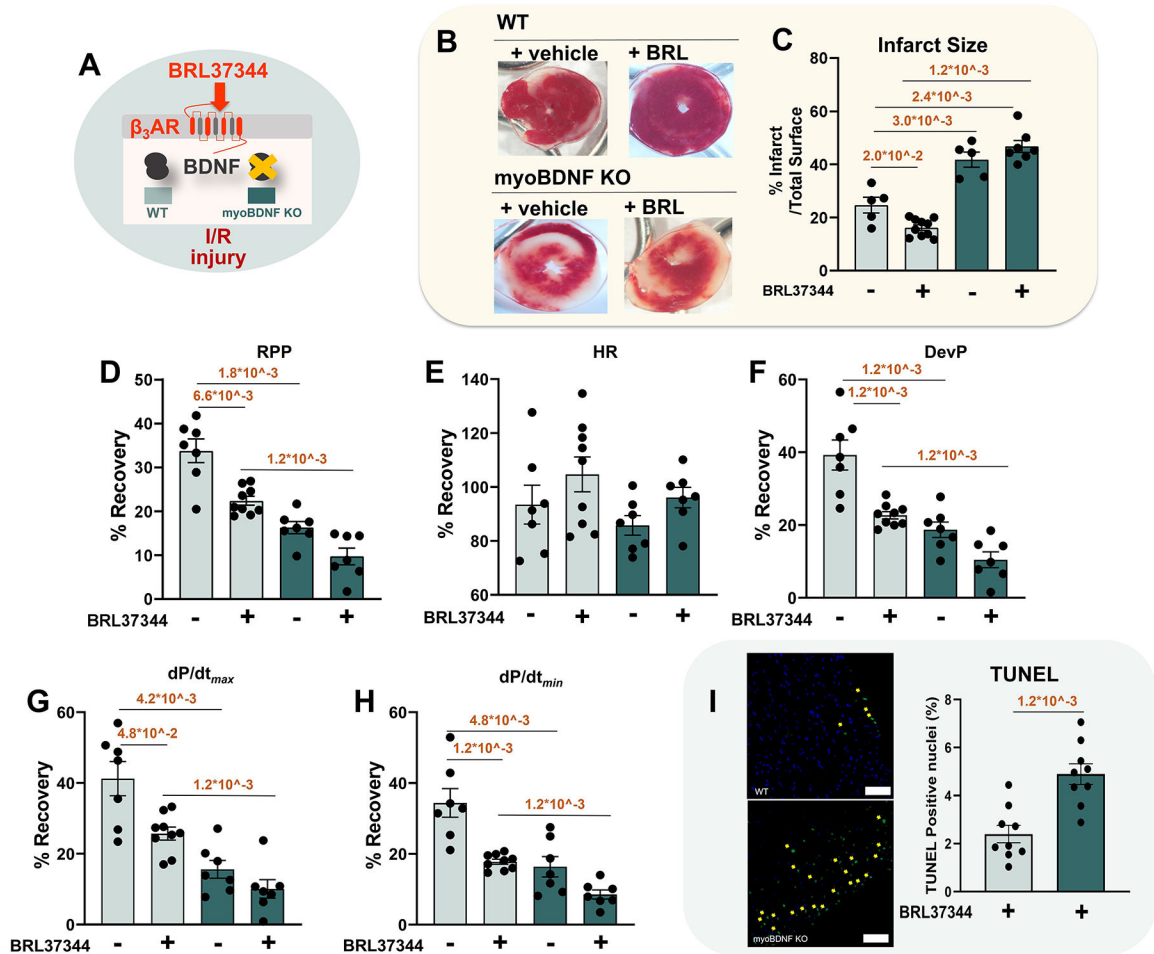 A
BRL37344
β3AR
BDNF
WT
myoBDNF KO
I/R
injury
B
WT
+ vehicle
+ BRL
myoBDNF KO
+ vehicle
+ BRL
C
Infarct Size
% Infarct
/Total Surface
80
60
40
20
0
1.2*10^-3
2.4*10^-3
3.0*10^-3
2.0*10^-2
BRL37344
- + - +
D
RPP
% Recovery
50
40
30
20
10
0
1.8*10^-3
6.6*10^-3
1.2*10^-3
BRL37344
- + - +
E
HR
% Recovery
140
120
100
80
60
BRL37344
- + - +
F
DevP
% Recovery
60
40
20
0
1.2*10^-3
1.2*10^-3
1.2*10^-3
BRL37344
- + - +
G
dP/dtmax
% Recovery
60
40
20
0
4.2*10^-3
4.8*10^-2
1.2*10^-3
BRL37344
- + - +
H
dP/dtmin
% Recovery
60
40
20
0
4.8*10^-3
1.2*10^-3
1.2*10^-3
BRL37344
- + - +
I
WT
myoBDNF KO
TUNEL
TUNEL Positive nuclei (%)
8
6
4
2
0
1.2*10^-3
BRL37344
+ +